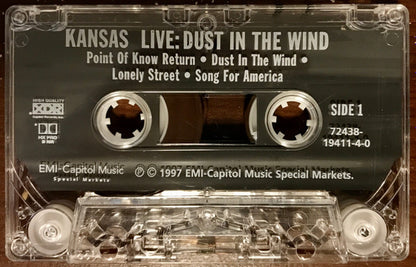 KANSAS LIVE: DUST IN THE WIND
Point Of Know Return • Dust In The Wind •
Lonely Street • Song For America
HIGH QUALITY
XDR
SIDE 1
HX PRO
B NR
72438-
19411-4-0
EMI-Capitol Music
Special Markets
℗ © 1997 EMI-Capitol Music Special Markets.